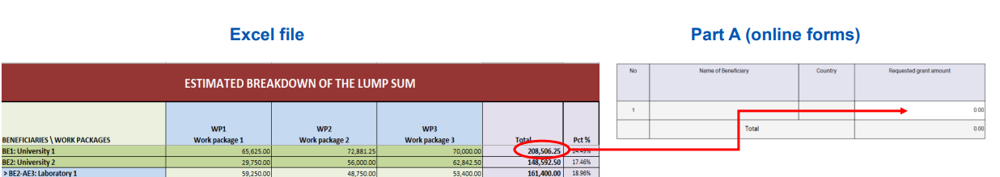 Excel file
Part A (online forms)
ESTIMATED BREAKDOWN OF THE LUMP SUM
BENEFICIARIES \ WORK PACKAGES WP1 Work package 1 WP2 Work package 2 WP3 Work package 3 Total Pct %
BE1: University 1 65,625.00 72,881.25 70,000.00 208,506.25 24.49%
BE2: University 2 29,750.00 56,000.00 62,842.50 148,592.50 17.46%
> BE2-AE3: Laboratory 1 59,250.00 48,750.00 53,400.00 161,400.00 18.96%
No Name of Beneficiary Country Requested grant amount
1 0.00
Total 0.00